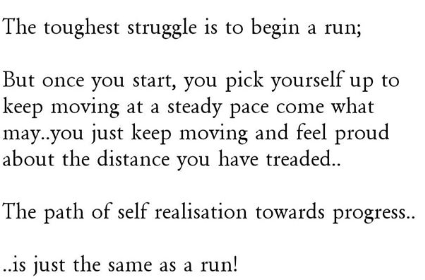 The toughest struggle is to begin a run;
But once you start, you pick yourself up to
keep moving at a steady pace come what
may..you just keep moving and feel proud
about the distance you have treaded..
The path of self realisation towards progress..
..is just the same as a run!